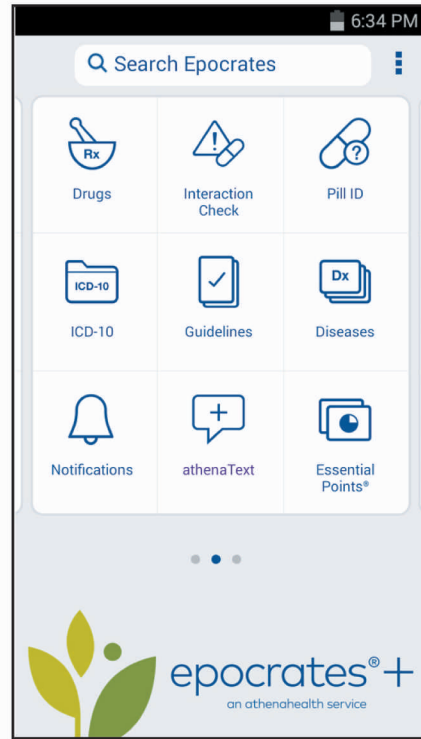 6:34 PM
Search Epocrates
Rx
Drugs
Interaction
Check
?
Pill ID
ICD-10
ICD-10
Guidelines
Dx
Diseases
Notifications
athenaText
Essential
Points®
epocrates®+
an athenahealth service